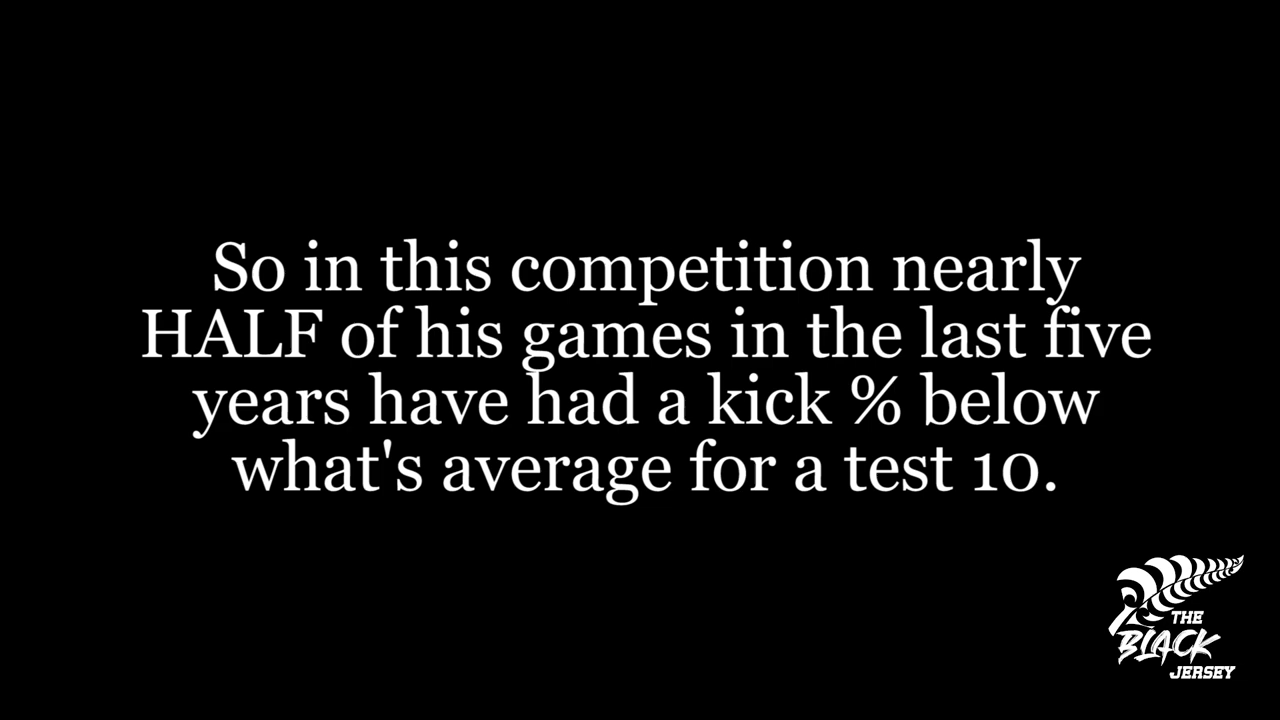 So in this competition nearly
HALF of his games in the last five
years have had a kick % below
what's average for a test 10.
THE
BLACK
JERSEY